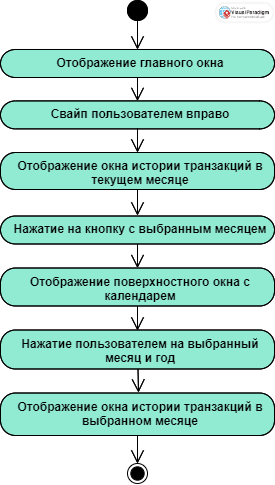 Visual Paradigm
Отображение главного окна
Свайп пользователем вправо
Отображение окна истории транзакций в
текущем месяце
Нажатие на кнопку с выбранным месяцем
Отображение поверхностного окна с
календарем
Нажатие пользователем на выбранный
месяц и год
Отображение окна истории транзакций в
выбранном месяце